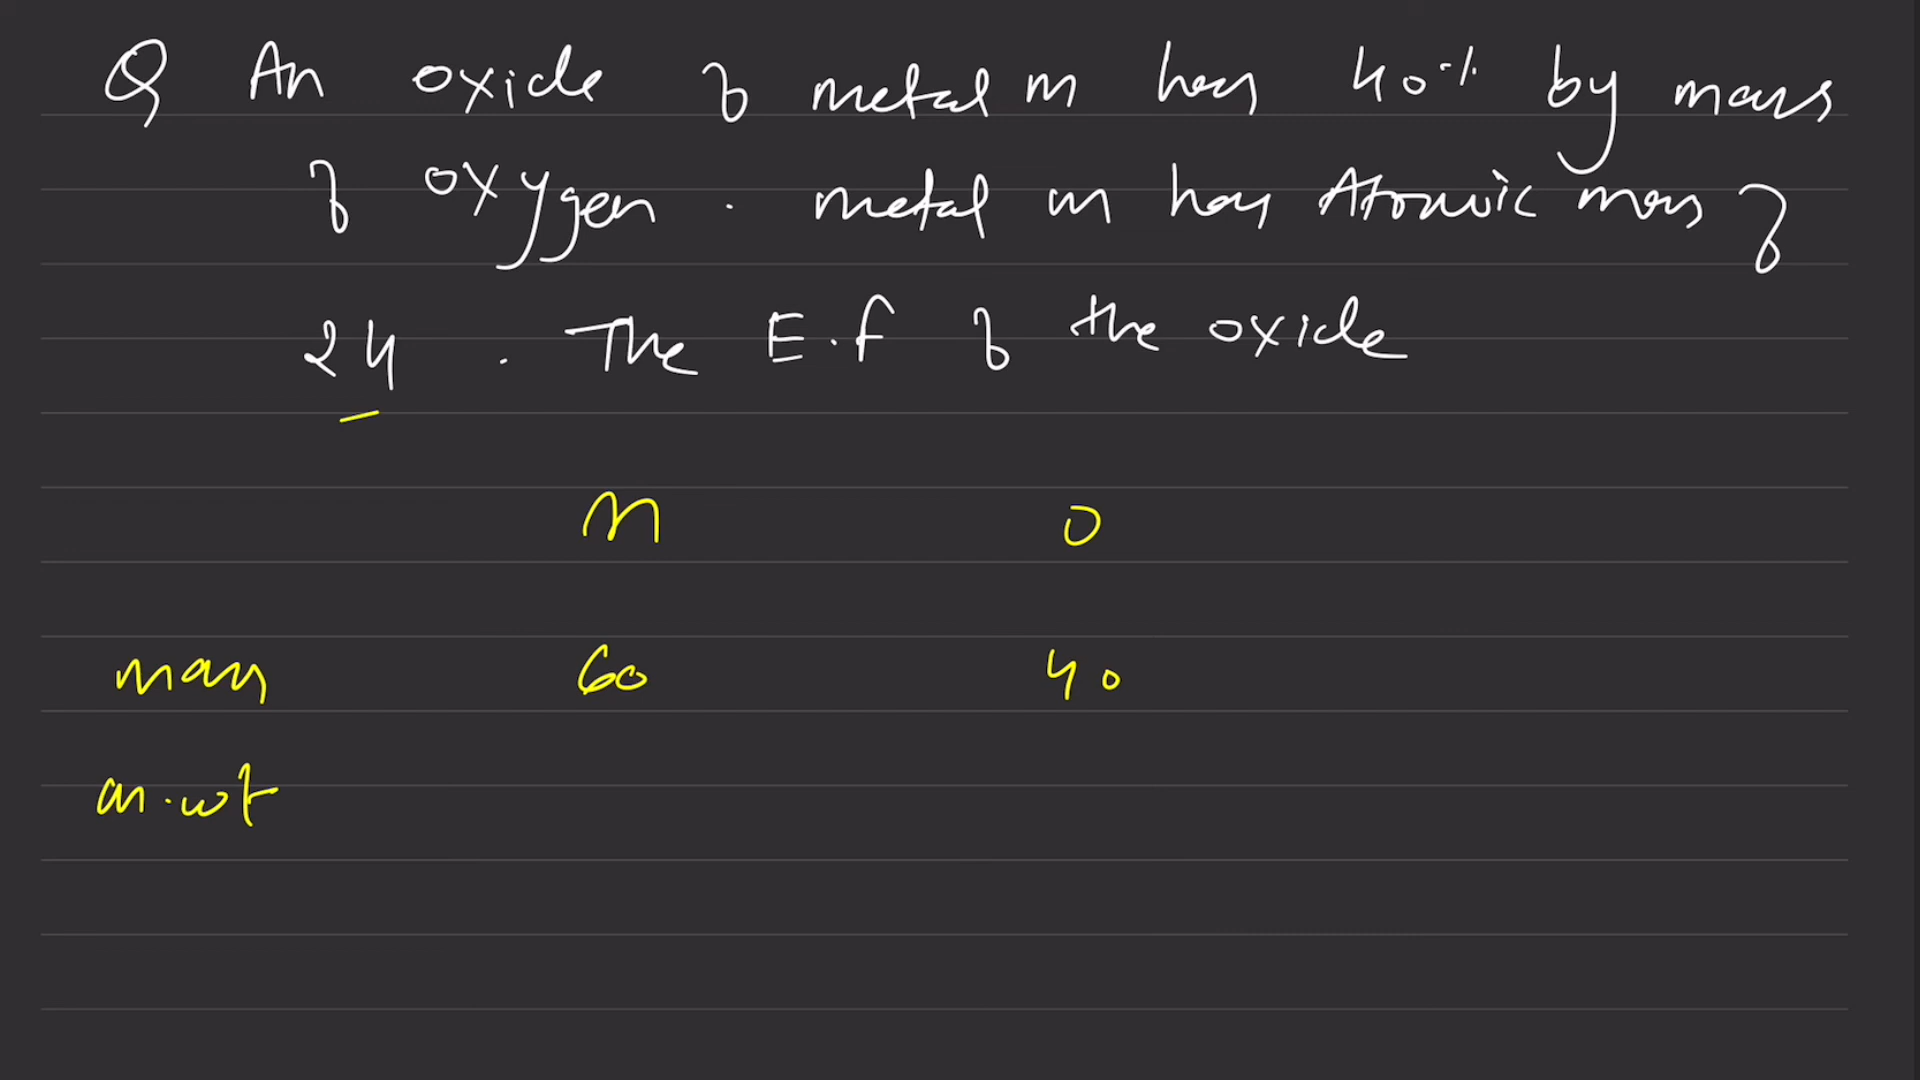 Q An oxide of metal M has 40% by mass
of oxygen. metal M has Atomic mass of
24. The E.F of the oxide
M O
mass 60 40
M.wt